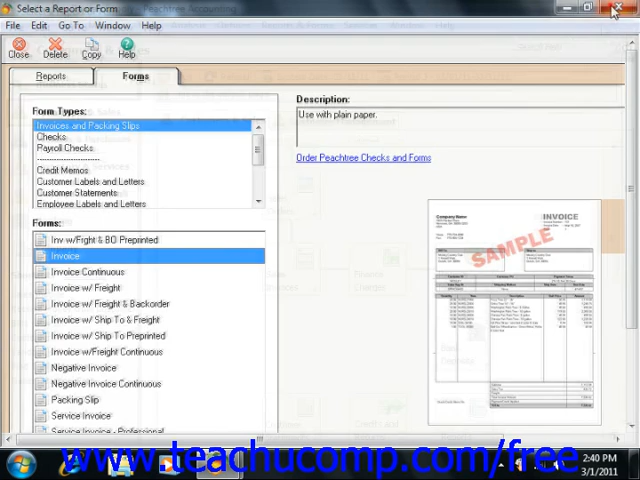 Select a Report or Form
File Edit Go To Window Help
Close Delete Copy Help
Reports Forms
Form Types:
Invoices and Packing Slips
Checks
Payroll Checks
------------------------
Credit Memos
Customer Labels and Letters
Customer Statements
Employee Labels and Letters
Description:
Use with plain paper.
Order Peachtree Checks and Forms
Forms:
Inv w/Fright & BO Preprinted
Invoice
Invoice Continuous
Invoice w/ Freight
Invoice w/ Freight & Backorder
Invoice w/ Ship To & Freight
Invoice w/ Ship To Preprinted
Invoice w/Freight Continuous
Negative Invoice
Negative Invoice Continuous
Packing Slip
Service Invoice
Service Invoice - Professional
Company Name
INVOICE
SAMPLE
www.teachucomp.com/free
2:40 PM
3/1/2011